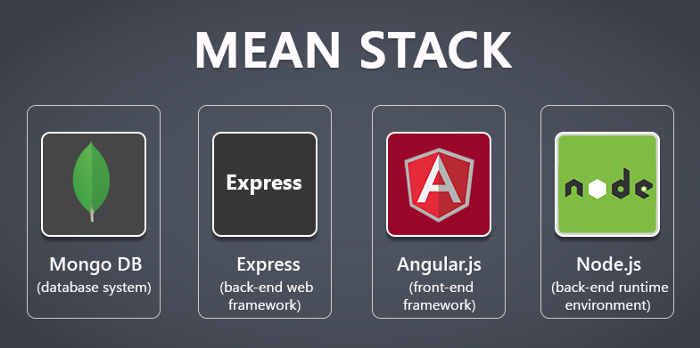 MEAN STACK
Express
A
node
Mongo DB
(database system)
Express
(back-end web
framework)
Angular.js
(front-end
framework)
Node.js
(back-end runtime
environment)